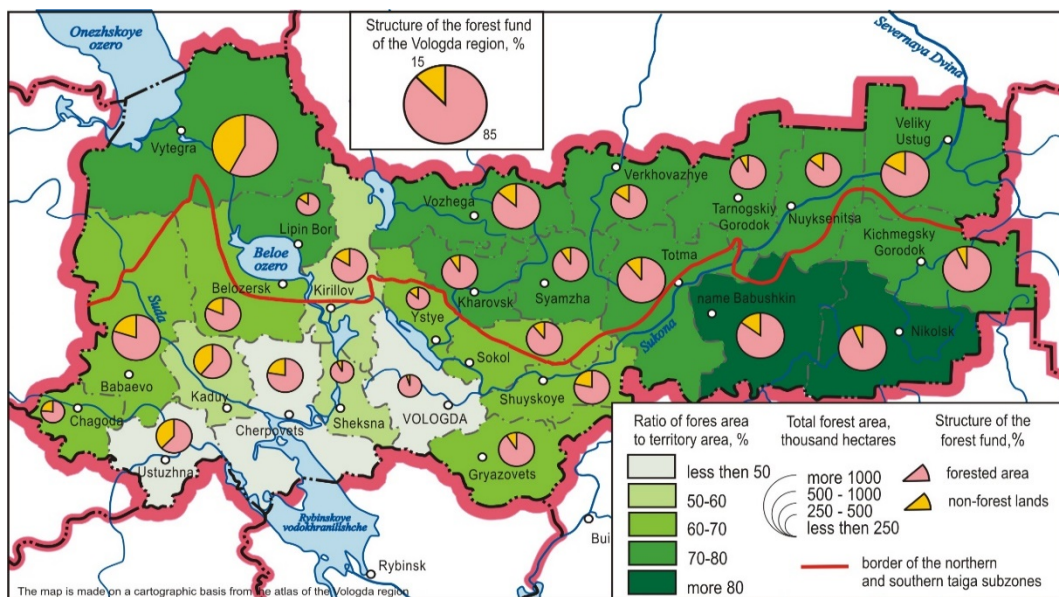 Onezhskoye
ozero
Structure of the forest fund
of the Vologda region, %
15
85
Severnaya Dvina
Vytegra
Veliky
Ustug
Verkhovazhye
Vozhega
Tarnogskiy
Gorodok
Nuyksenitsa
Lipin Bor
Kichmegsky
Gorodok
Beloe
ozero
Totma
Belozersk
Kirillov
Kharovsk
Syamzha
name Babushkin
Suda
Ystye
Sukona
Nikolsk
Sokol
Babaevo
Kaduy
Shuyskoye
Chagoda
Cherpovets
Sheksna
VOLOGDA
Ustuzhna
Gryazovets
Rybinskoye
vodokhranilishche
Bui
Rybinsk
Ratio of fores area
to territory area, %
less then 50
50-60
60-70
70-80
more 80
Total forest area,
thousand hectares
more 1000
500 - 1000
250 - 500
less then 250
Structure of the
forest fund,%
forested area
non-forest lands
border of the northern
and southern taiga subzones
The map is made on a cartographic basis from the atlas of the Vologda region